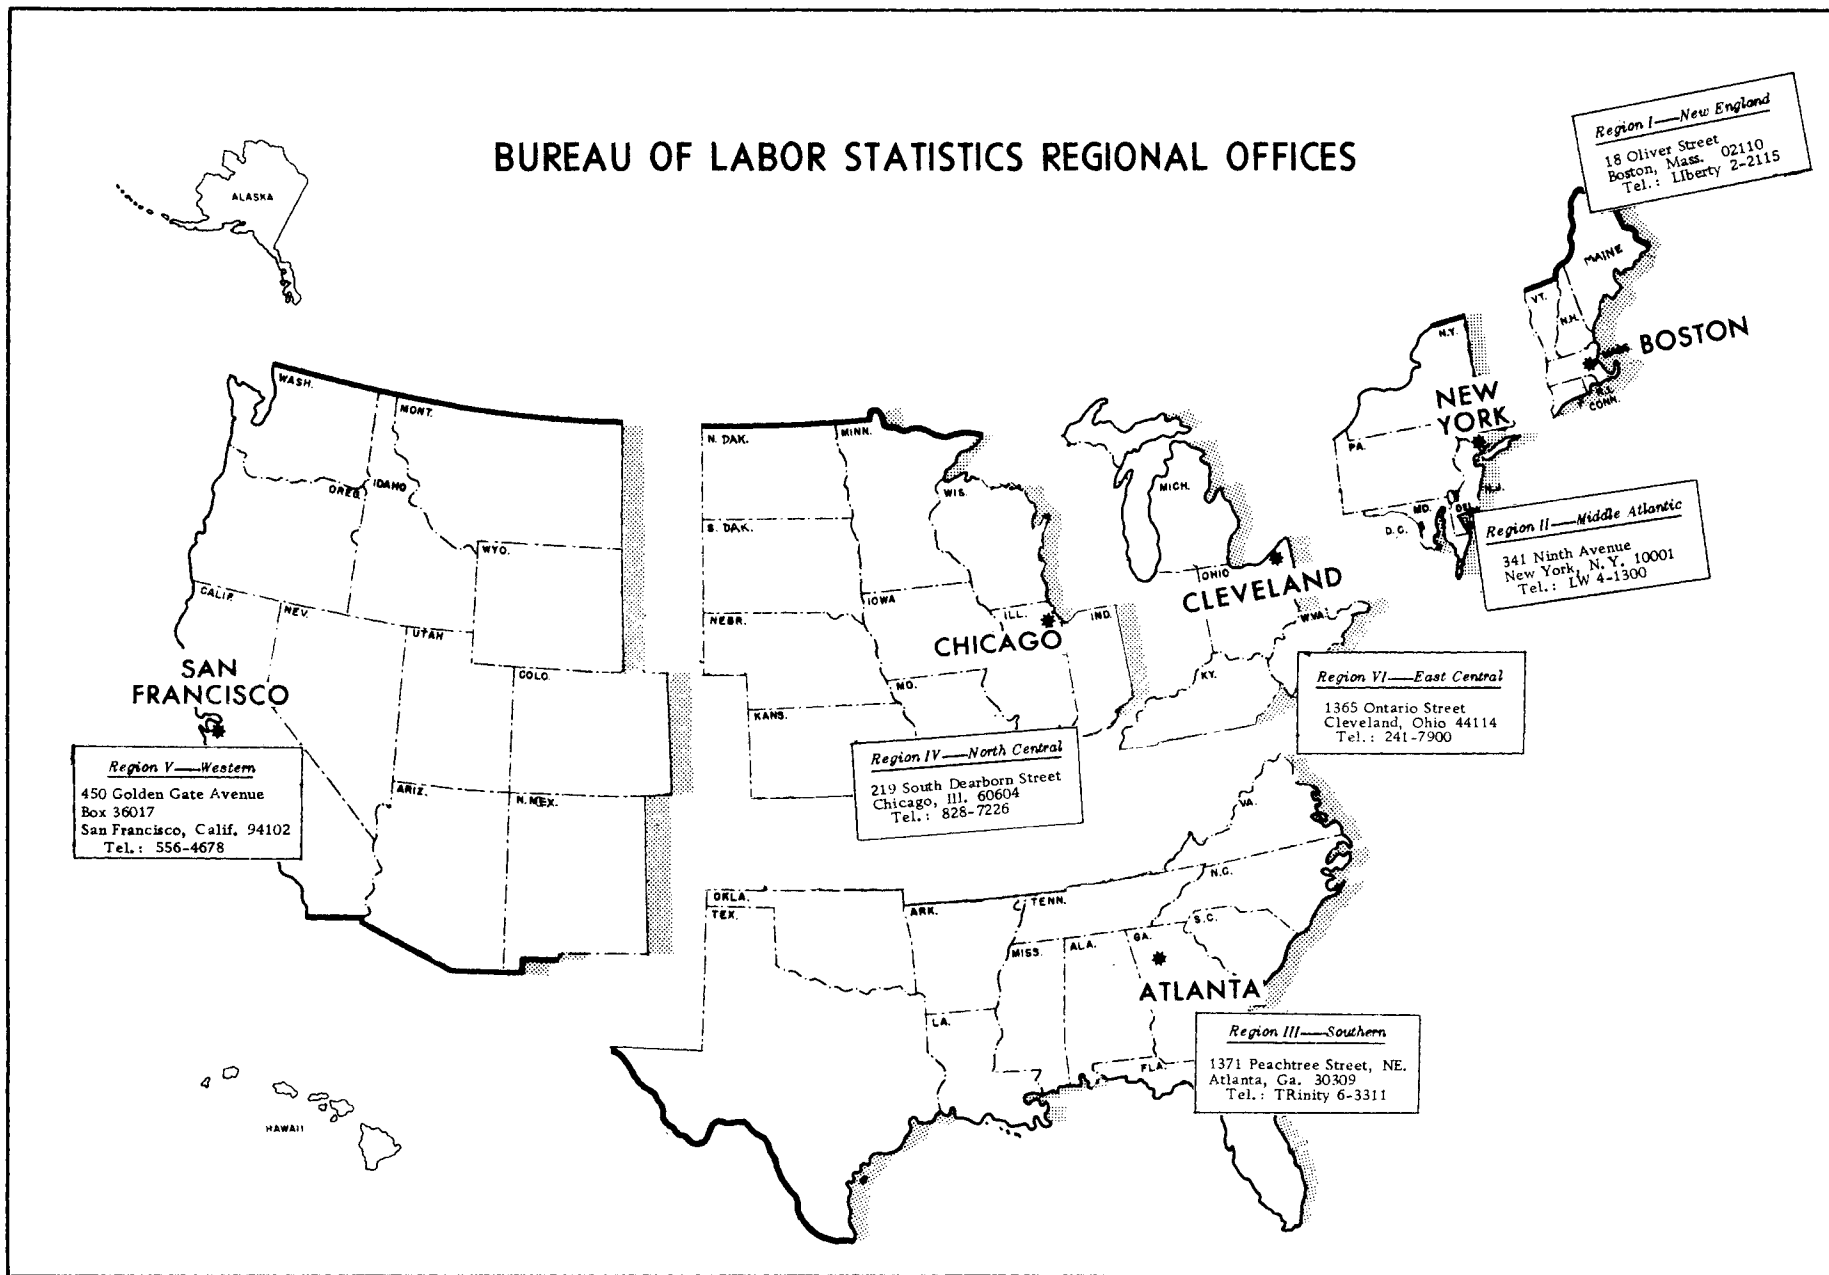 BUREAU OF LABOR STATISTICS REGIONAL OFFICES
Region I—New England
18 Oliver Street
Boston, Mass. 02110
Tel.: LIberty 2-2115
ALASKA
MAINE
VT.
N.H.
MASS.
BOSTON
R.I.
CONN.
N.Y.
NEW
YORK
PA.
N.J.
MD.
DEL.
D.C.
Region II—Middle Atlantic
341 Ninth Avenue
New York, N. Y. 10001
Tel.: LW 4-1300
WASH.
MONT.
OREG.
IDAHO
WYO.
CALIF.
NEV.
UTAH
COLO.
ARIZ.
N. MEX.
SAN
FRANCISCO
Region V—Western
450 Golden Gate Avenue
Box 36017
San Francisco, Calif. 94102
Tel.: 556-4678
N. DAK.
MINN.
S. DAK.
WIS.
MICH.
IOWA
NEBR.
ILL.
IND.
OHIO
CHICAGO
CLEVELAND
W.VA.
KY.
MO.
KANS.
Region VI—East Central
1365 Ontario Street
Cleveland, Ohio 44114
Tel.: 241-7900
Region IV—North Central
219 South Dearborn Street
Chicago, Ill. 60604
Tel.: 828-7226
VA.
N.C.
OKLA.
TEX.
ARK.
TENN.
S.C.
MISS.
ALA.
GA.
ATLANTA
LA.
FLA.
Region III—Southern
1371 Peachtree Street, NE.
Atlanta, Ga. 30309
Tel.: TRinity 6-3311
HAWAII